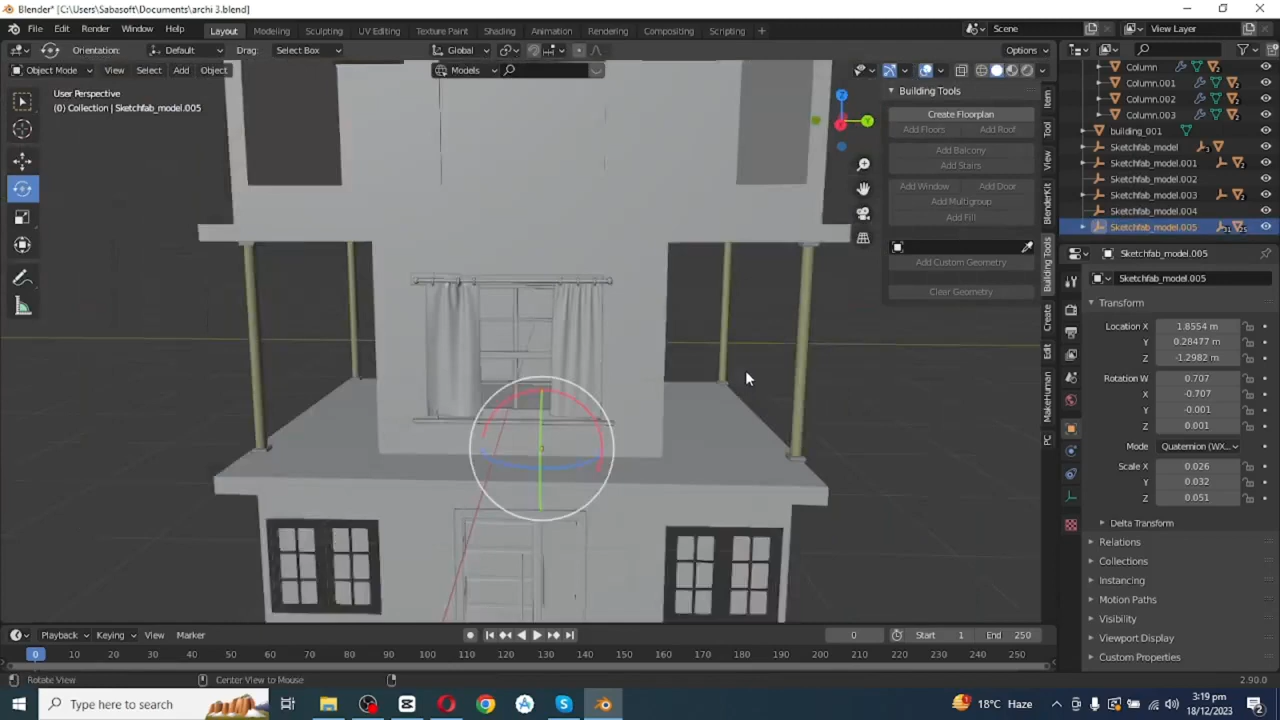 Blender* [C:\Users\Sabasoft\Documents\archi 3.blend]
File Edit Render Window Help Layout Modeling Sculpting UV Editing Texture Paint Shading Animation Rendering Compositing Scripting + Scene View Layer
Orientation: Default Drag: Select Box Global Options
Object Mode View Select Add Object Models
User Perspective
(0) Collection | Sketchfab_model.005
Building Tools
Create Floorplan
Add Floors Add Roof
Add Balcony
Add Stairs
Add Window Add Door
Add Multigroup
Add Fill
Add Custom Geometry
Clear Geometry
Z
Y
Item
Tool
View
BlenderKit
Building Tools
Create
Edit
MakeHuman
PC
Column
Column.001
Column.002
Column.003
building_001
Sketchfab_model
Sketchfab_model.001
Sketchfab_model.002
Sketchfab_model.003
Sketchfab_model.004
Sketchfab_model.005
Sketchfab_model.005
Sketchfab_model.005
Transform
Location X 1.8554 m
Y 0.28477 m
Z -1.2982 m
Rotation W 0.707
X -0.707
Y -0.001
Z 0.001
Mode Quaternion (WX...
Scale X 0.026
Y 0.032
Z 0.051
Delta Transform
Relations
Collections
Instancing
Motion Paths
Visibility
Viewport Display
Custom Properties
Playback Keying View Marker 0 Start 1 End 250
0 10 20 30 40 50 60 70 80 90 100 110 120 130 140 150 160 170 180 190 200 210 220 230 240 250
Rotate View Center View to Mouse 2.90.0
Type here to search 18°C Haze 3:19 pm
18/12/2023